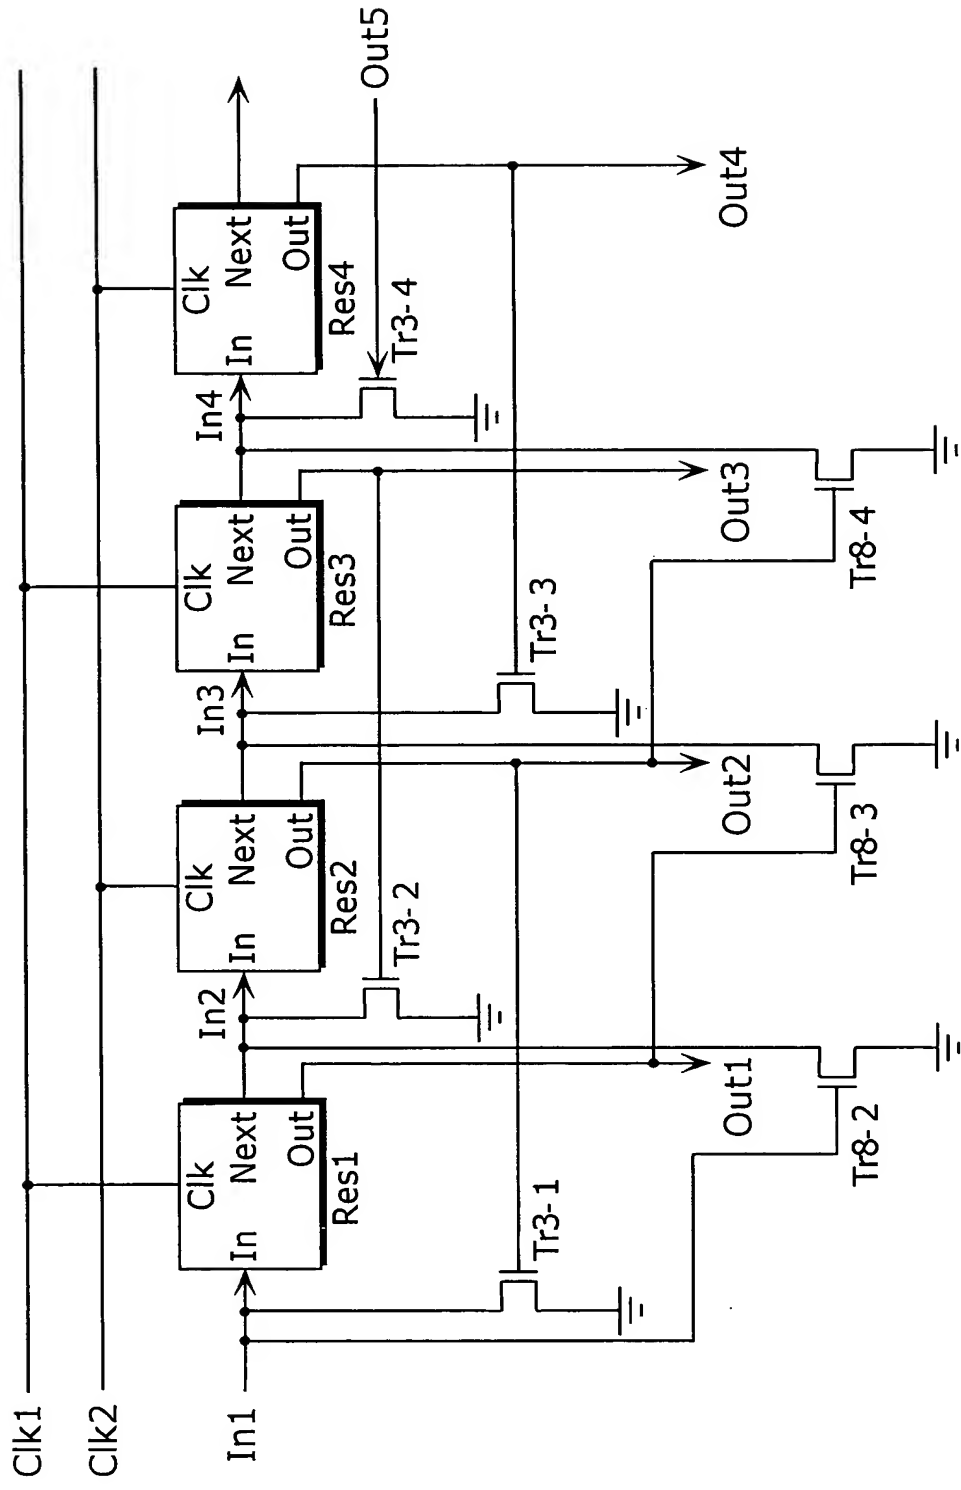 Clk1
Clk2
In1
Clk
In
Next
Out
Res1
In2
Clk
In
Next
Out
Res2
In3
Clk
In
Next
Out
Res3
In4
Clk
In
Next
Out
Res4
Out5
Tr3-2
Tr3-4
Tr3-1
Tr3-3
Out1
Out2
Out3
Out4
Tr8-2
Tr8-3
Tr8-4